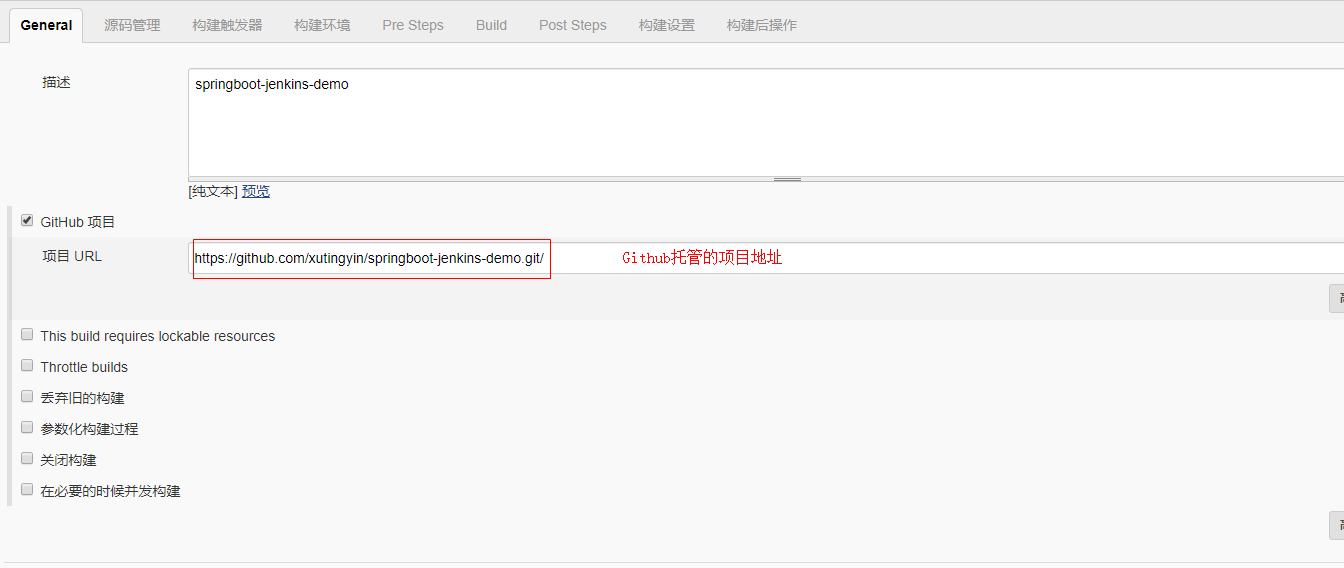 General 源码管理 构建触发器 构建环境 Pre Steps Build Post Steps 构建设置 构建后操作
描述 springboot-jenkins-demo
[纯文本] 预览
GitHub 项目
项目 URL https://github.com/xutingyin/springboot-jenkins-demo.git/ Github托管的项目地址
This build requires lockable resources
Throttle builds
丢弃旧的构建
参数化构建过程
关闭构建
在必要的时候并发构建